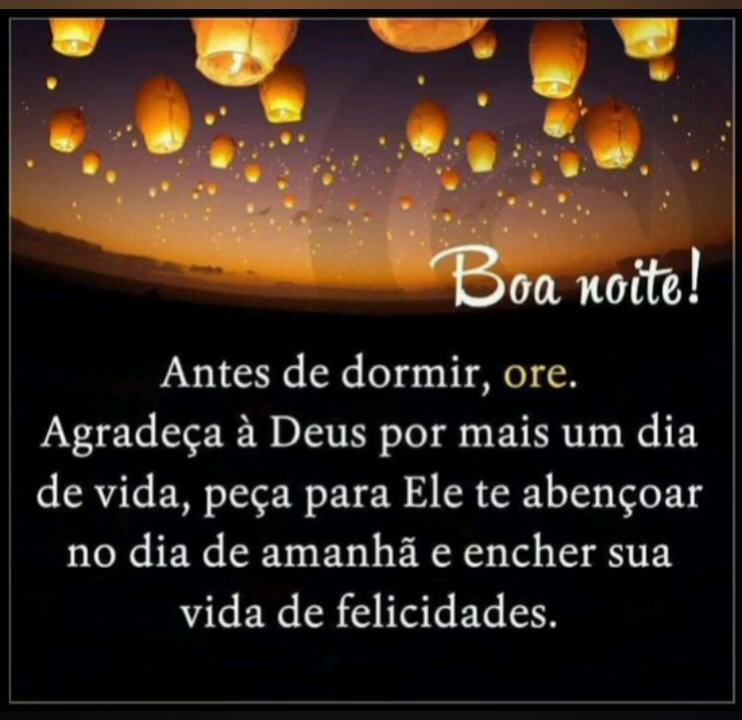 Boa noite!
Antes de dormir, ore.
Agradeça à Deus por mais um dia
de vida, peça para Ele te abençoar
no dia de amanhã e encher sua
vida de felicidades.